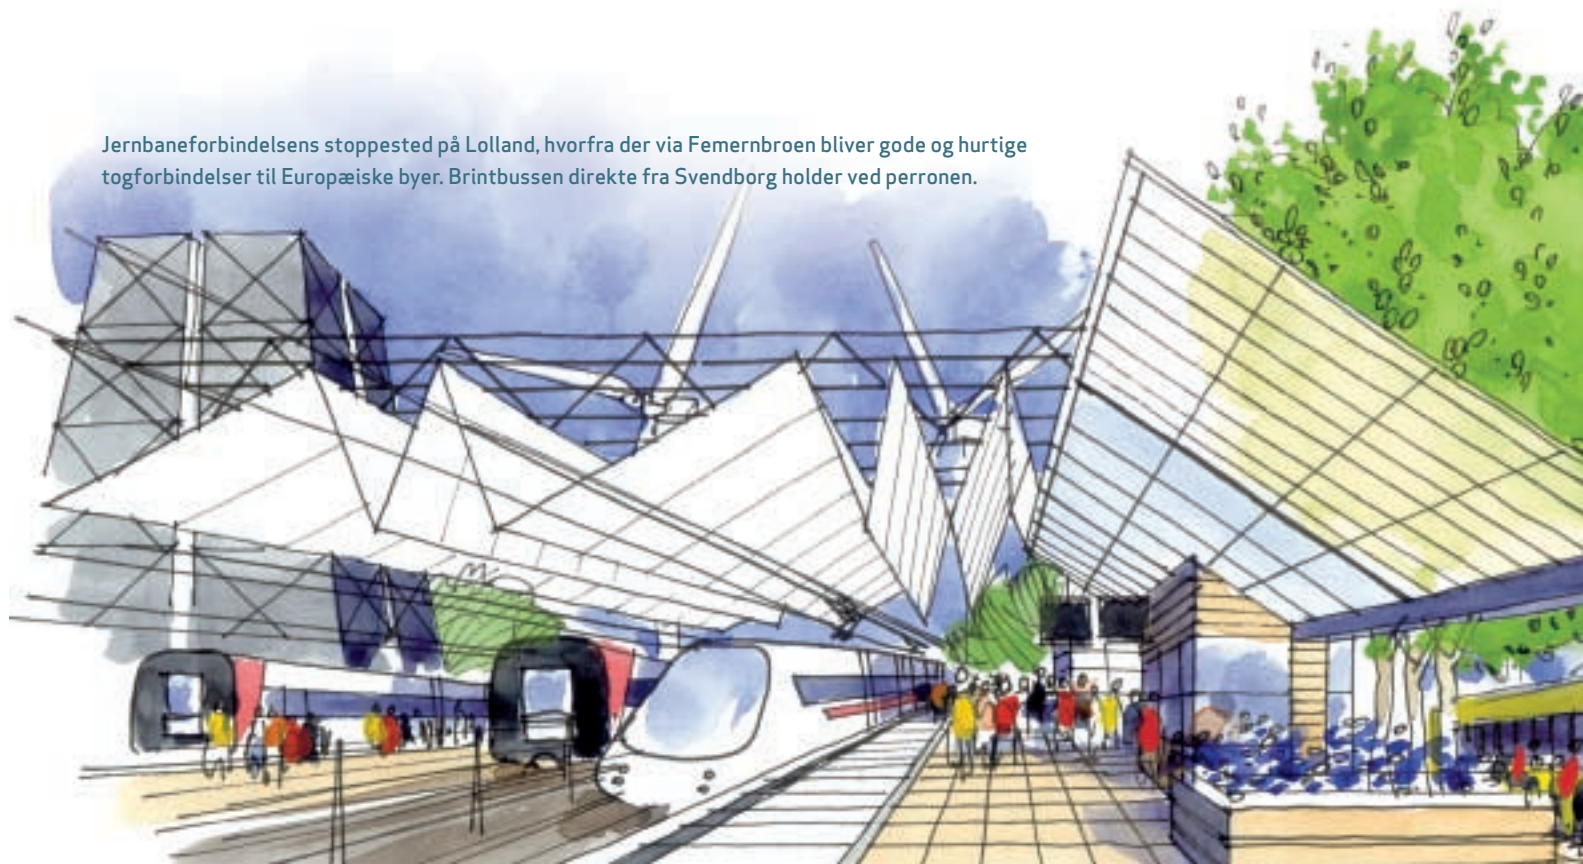 Jernbaneforbindelsens stoppested på Lolland, hvorfra der via Femernbroen bliver gode og hurtige
togforbindelser til Europæiske byer. Brintbussen direkte fra Svendborg holder ved perronen.